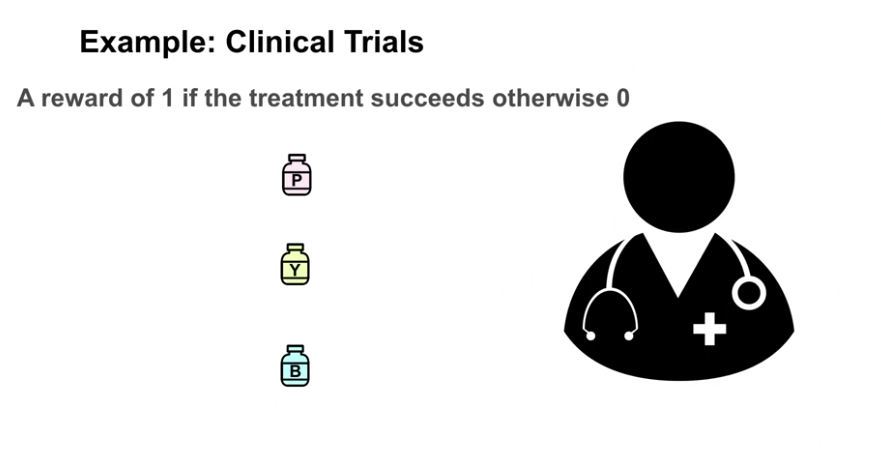 Example: Clinical Trials
A reward of 1 if the treatment succeeds otherwise 0
P
Y
B